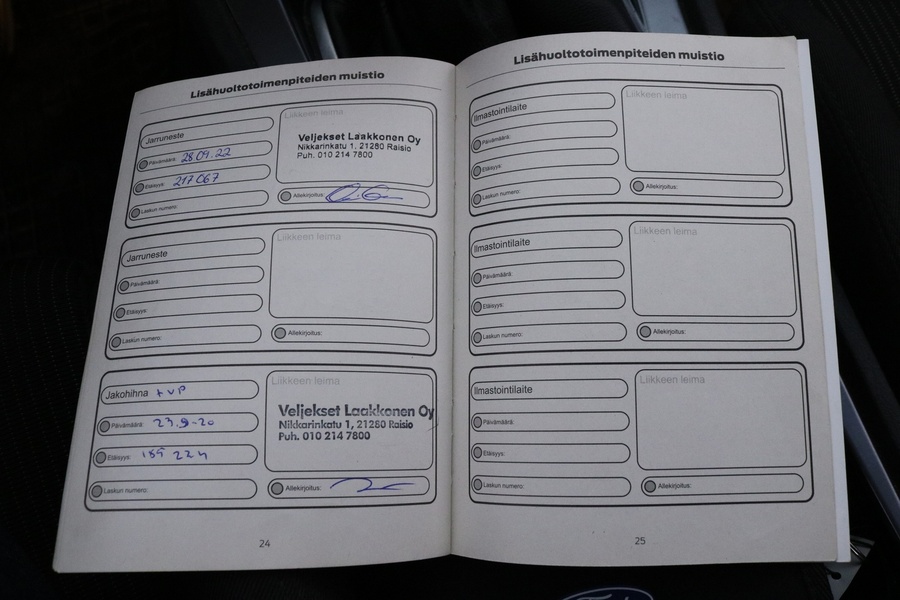 Lisähuoltotoimenpiteiden muistio
Jarruneste
Päivämäärä: 28.09.22
Etäisyys: 217 067
Laskun numero:
Liikkeen leima
Veljekset Laakkonen Oy
Nikkarinkatu 1, 21280 Raisio
Puh. 010 214 7800
Allekirjoitus:
Jarruneste
Päivämäärä:
Etäisyys:
Laskun numero:
Liikkeen leima
Allekirjoitus:
Jakohihna + VP
Päivämäärä: 23.9-20
Etäisyys: 189 224
Laskun numero:
Liikkeen leima
Veljekset Laakkonen Oy
Nikkarinkatu 1, 21280 Raisio
Puh. 010 214 7800
Allekirjoitus:
24
Lisähuoltotoimenpiteiden muistio
Ilmastointilaite
Päivämäärä:
Etäisyys:
Laskun numero:
Liikkeen leima
Allekirjoitus:
Ilmastointilaite
Päivämäärä:
Etäisyys:
Laskun numero:
Liikkeen leima
Allekirjoitus:
Ilmastointilaite
Päivämäärä:
Etäisyys:
Laskun numero:
Liikkeen leima
Allekirjoitus:
25